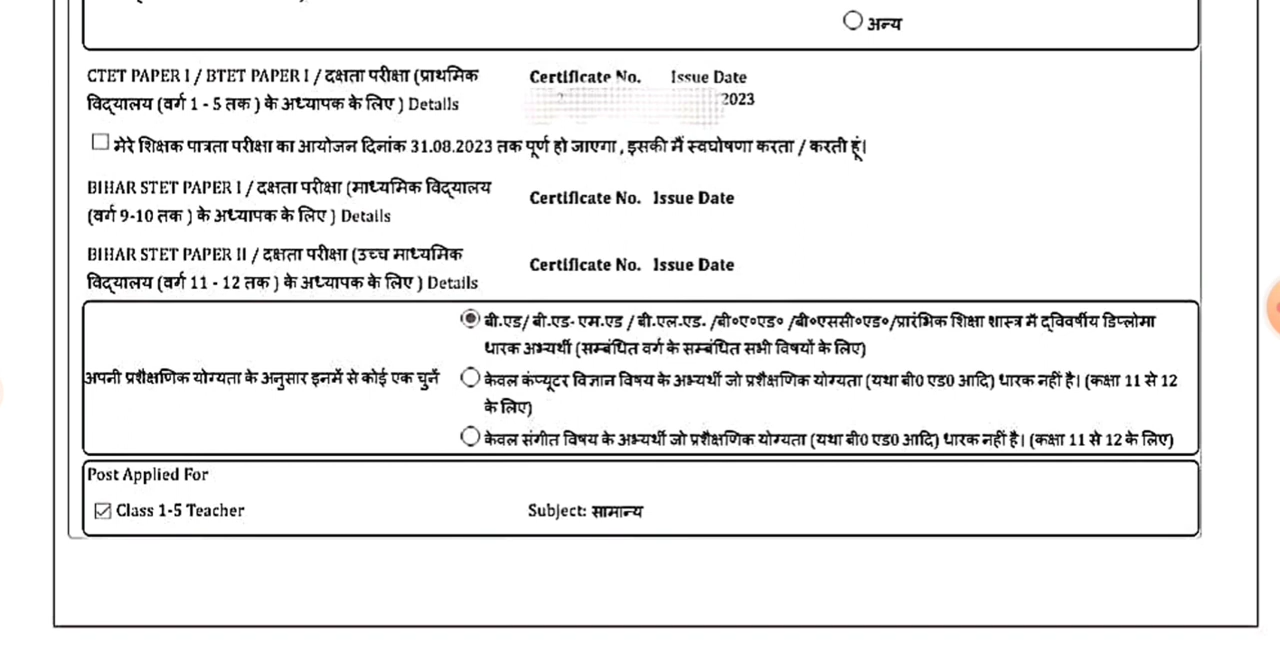 अन्य
CTET PAPER I / BTET PAPER I / दक्षता परीक्षा (प्राथमिक
विद्यालय (वर्ग 1 - 5 तक ) के अध्यापक के लिए ) Details
Certificate No. Issue Date
2023
मेरे शिक्षक पात्रता परीक्षा का आयोजन दिनांक 31.08.2023 तक पूर्ण हो जाएगा , इसकी मैं स्वघोषणा करता / करती हूं।
BIHAR STET PAPER I / दक्षता परीक्षा (माध्यमिक विद्यालय
(वर्ग 9-10 तक ) के अध्यापक के लिए ) Details
Certificate No. Issue Date
BIHAR STET PAPER II / दक्षता परीक्षा (उच्च माध्यमिक
विद्यालय (वर्ग 11 - 12 तक ) के अध्यापक के लिए ) Details
Certificate No. Issue Date
अपनी प्रशैक्षणिक योग्यता के अनुसार इनमें से कोई एक चुनें
बी.एड/ बी.एड- एम.एड / बी.एल.एड. /बी०ए०एड० /बी०एससी०एड०/प्रारंभिक शिक्षा शास्त्र में द्विवर्षीय डिप्लोमा
धारक अभ्यर्थी (सम्बंधित वर्ग के सम्बंधित सभी विषयों के लिए)
केवल कंप्यूटर विज्ञान विषय के अभ्यर्थी जो प्रशैक्षणिक योग्यता (यथा बी0 एड0 आदि) धारक नहीं है। (कक्षा 11 से 12
के लिए)
केवल संगीत विषय के अभ्यर्थी जो प्रशैक्षणिक योग्यता (यथा बी0 एड0 आदि) धारक नहीं है। (कक्षा 11 से 12 के लिए)
Post Applied For
Class 1-5 Teacher
Subject: सामान्य